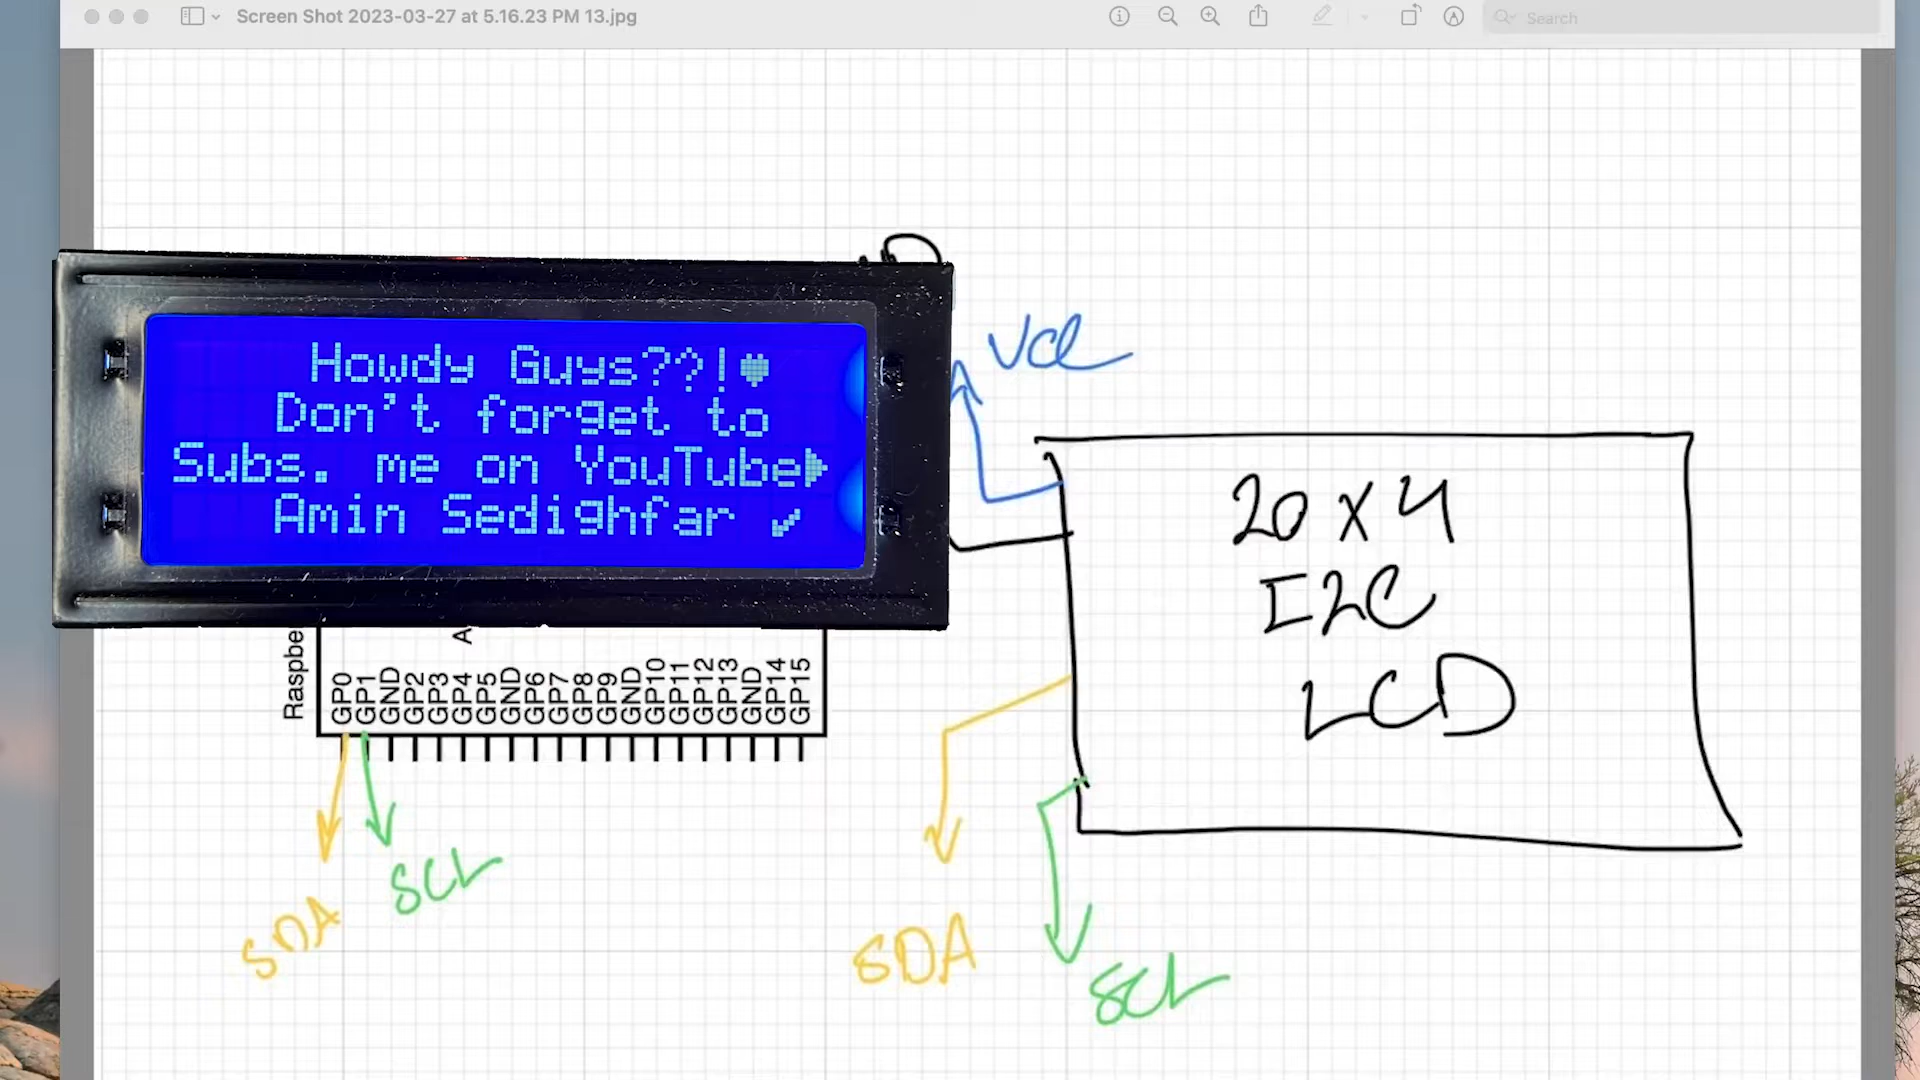 Screen Shot 2023-03-27 at 5.16.23 PM 13.jpg
Search
Howdy Guys??!♥
Don't forget to
Subs. me on YouTube
Amin Sedighfar ✓
20 x 4
I2C
LCD
A
GP0
GP1
GND
GP2
GP3
GP4
GP5
GND
GP6
GP7
GP8
GP9
GND
GP10
GP11
GP12
GP13
GND
GP14
GP15
SDA
SCL
SDA
SCL